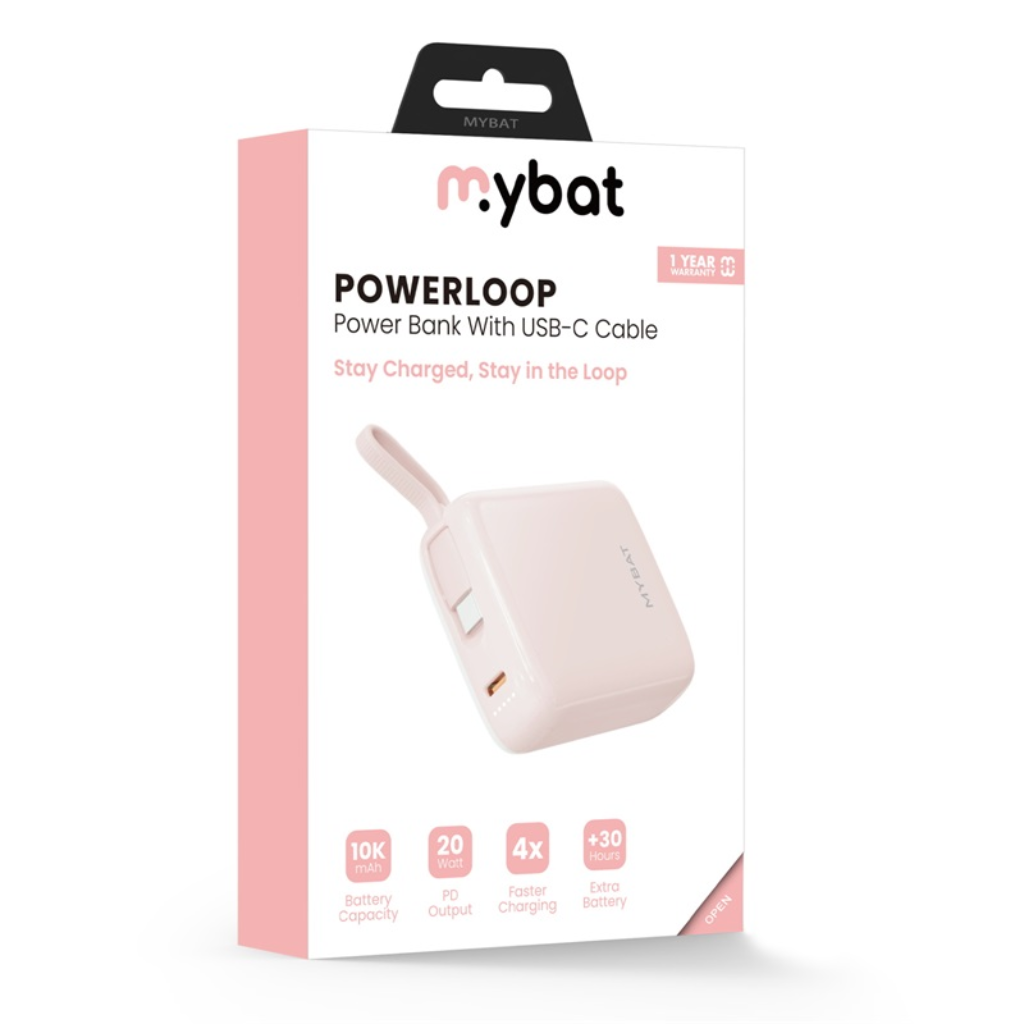 MYBAT
mybat
1 YEAR
WARRANTY
POWERLOOP
Power Bank With USB-C Cable
Stay Charged, Stay in the Loop
MYBAT
10K
mAh
Battery
Capacity
20
Watt
PD
Output
4x
Faster
Charging
+30
Hours
Extra
Battery
OPEN